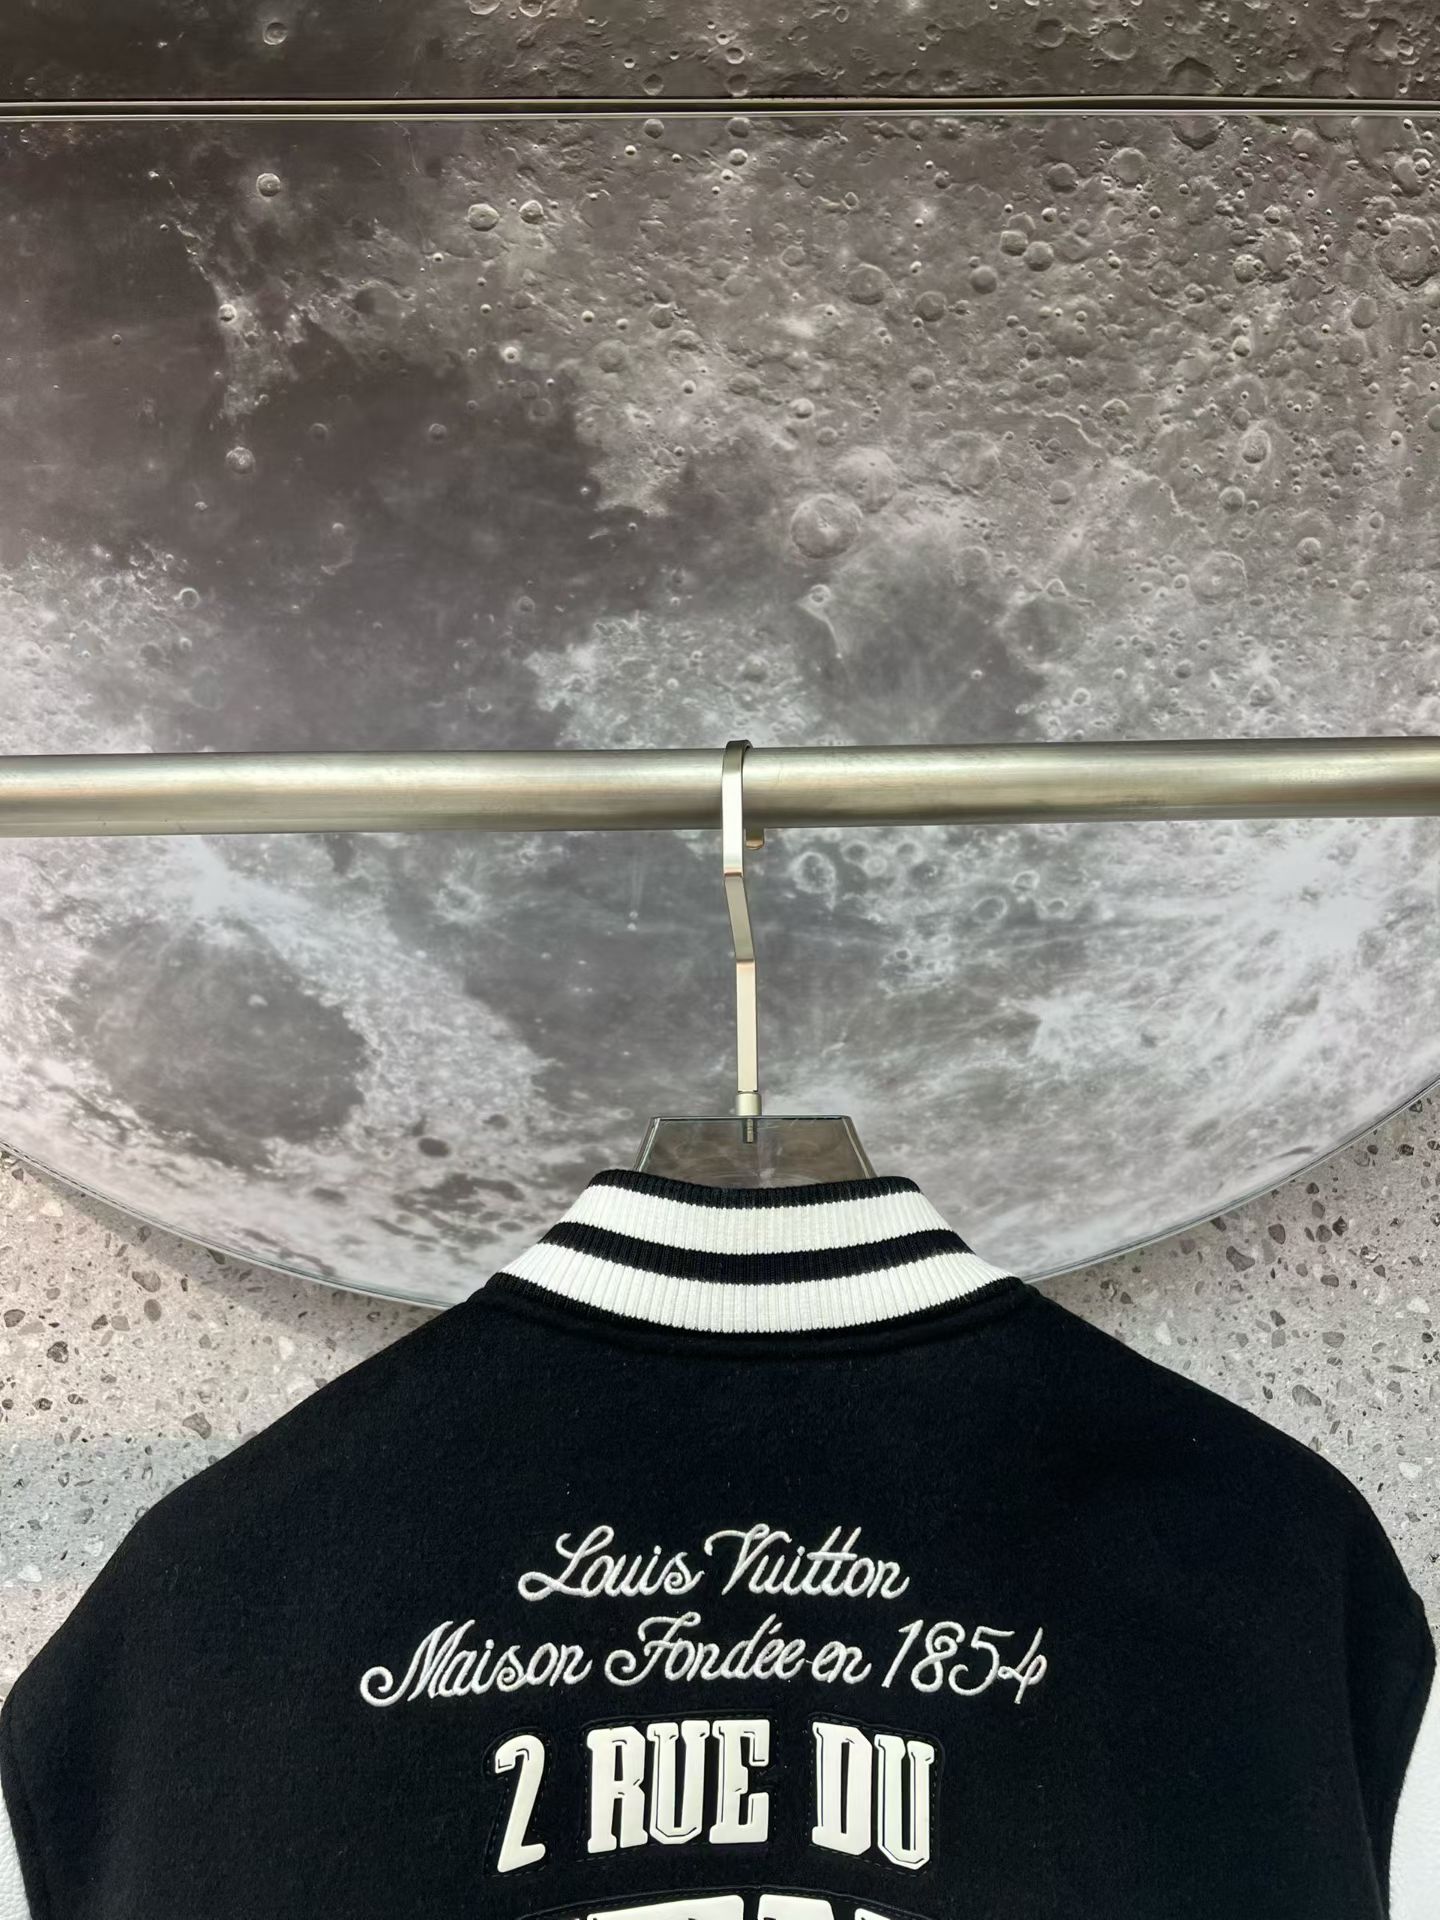 Louis Vuitton
Maison Fondée en 1854
2 RUE DU